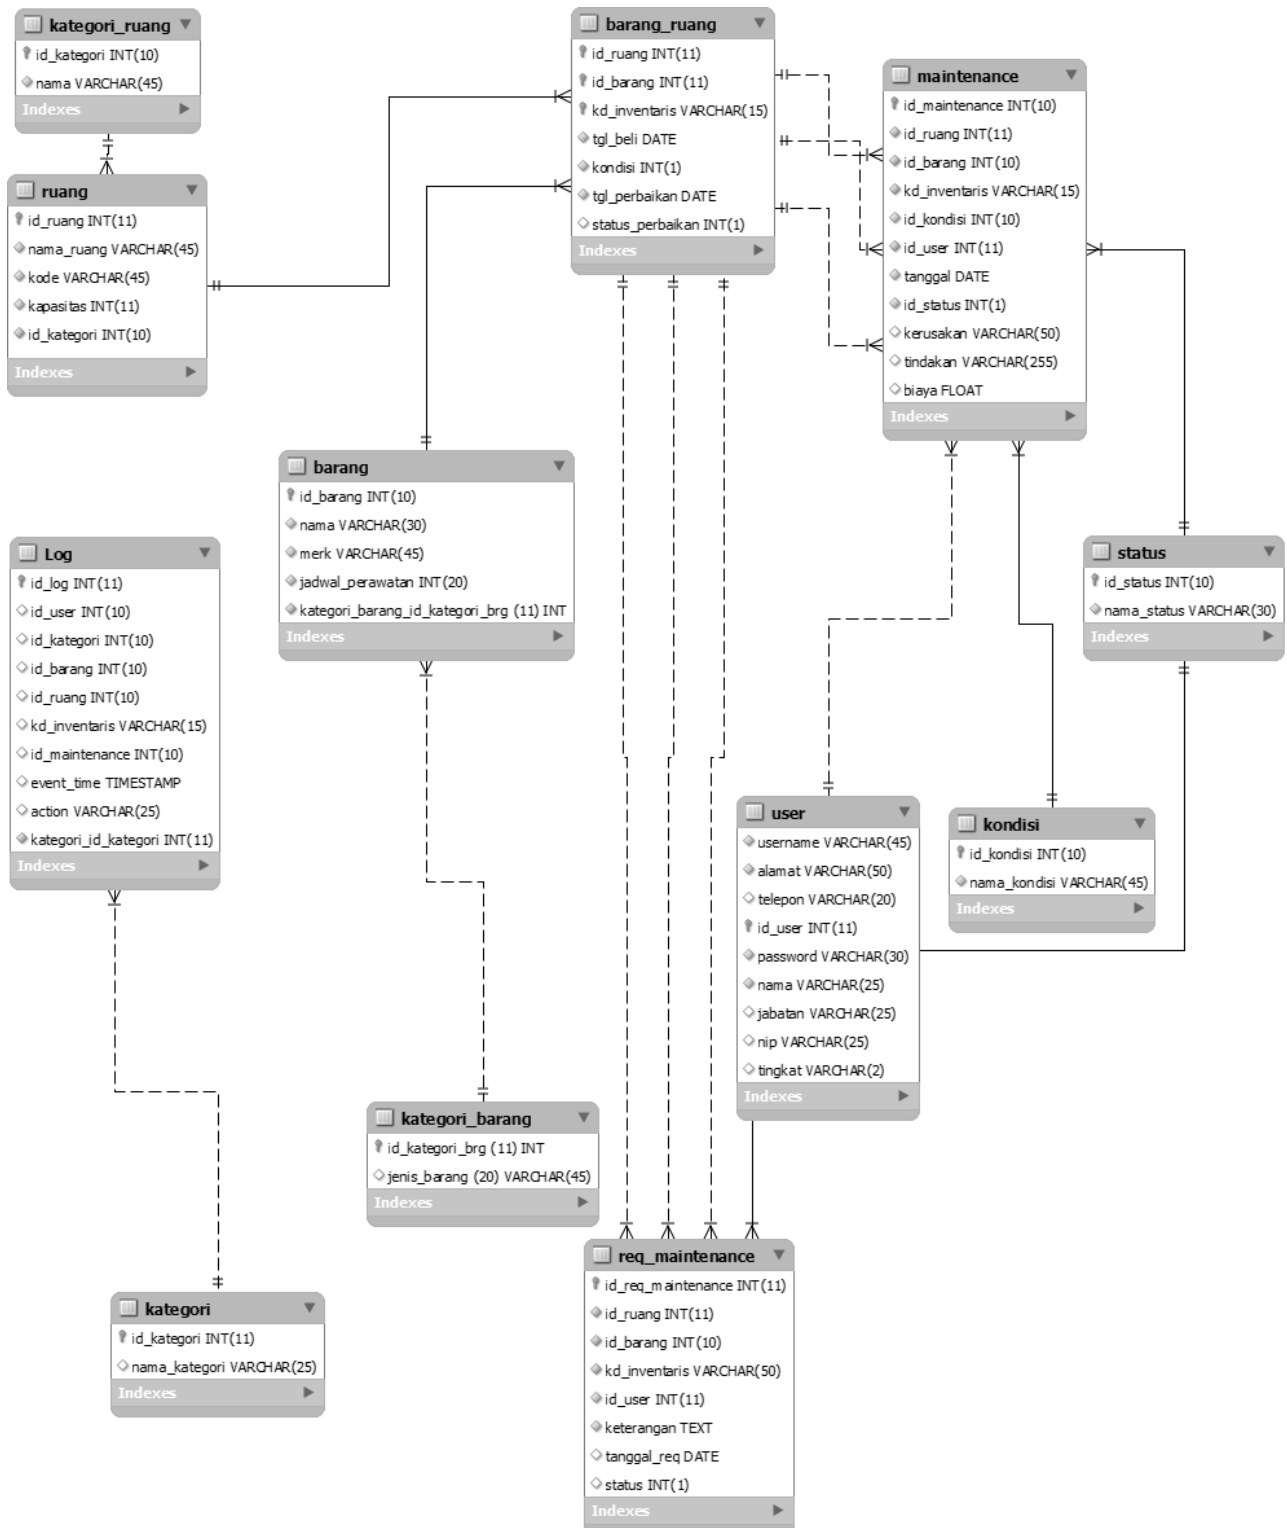 kategori_ruang
id_kategori INT(10)
nama VARCHAR(45)
Indexes
ruang
id_ruang INT(11)
nama_ruang VARCHAR(45)
kode VARCHAR(45)
kapasitas INT(11)
id_kategori INT(10)
Indexes
barang_ruang
id_ruang INT(11)
id_barang INT(11)
kd_inventaris VARCHAR(15)
tgl_beli DATE
kondisi INT(1)
tgl_perbaikan DATE
status_perbaikan INT(1)
Indexes
maintenance
id_maintenance INT(10)
id_ruang INT(11)
id_barang INT(10)
kd_inventaris VARCHAR(15)
id_kondisi INT(10)
id_user INT(11)
tanggal DATE
id_status INT(1)
kerusakan VARCHAR(50)
tindakan VARCHAR(255)
biaya FLOAT
Indexes
barang
id_barang INT(10)
nama VARCHAR(30)
merk VARCHAR(45)
jadwal_perawatan INT(20)
kategori_barang_id_kategori_brg (11) INT
Indexes
Log
id_log INT(11)
id_user INT(10)
id_kategori INT(10)
id_barang INT(10)
id_ruang INT(10)
kd_inventaris VARCHAR(15)
id_maintenance INT(10)
event_time TIMESTAMP
action VARCHAR(25)
kategori_id_kategori INT(11)
Indexes
status
id_status INT(10)
nama_status VARCHAR(30)
Indexes
user
username VARCHAR(45)
alamat VARCHAR(50)
telepon VARCHAR(20)
id_user INT(11)
password VARCHAR(30)
nama VARCHAR(25)
jabatan VARCHAR(25)
nip VARCHAR(25)
tingkat VARCHAR(2)
Indexes
kondisi
id_kondisi INT(10)
nama_kondisi VARCHAR(45)
Indexes
kategori_barang
id_kategori_brg (11) INT
jenis_barang (20) VARCHAR(45)
Indexes
kategori
id_kategori INT(11)
nama_kategori VARCHAR(25)
Indexes
req_maintenance
id_req_maintenance INT(11)
id_ruang INT(11)
id_barang INT(10)
kd_inventaris VARCHAR(50)
id_user INT(11)
keterangan TEXT
tanggal_req DATE
status INT(1)
Indexes